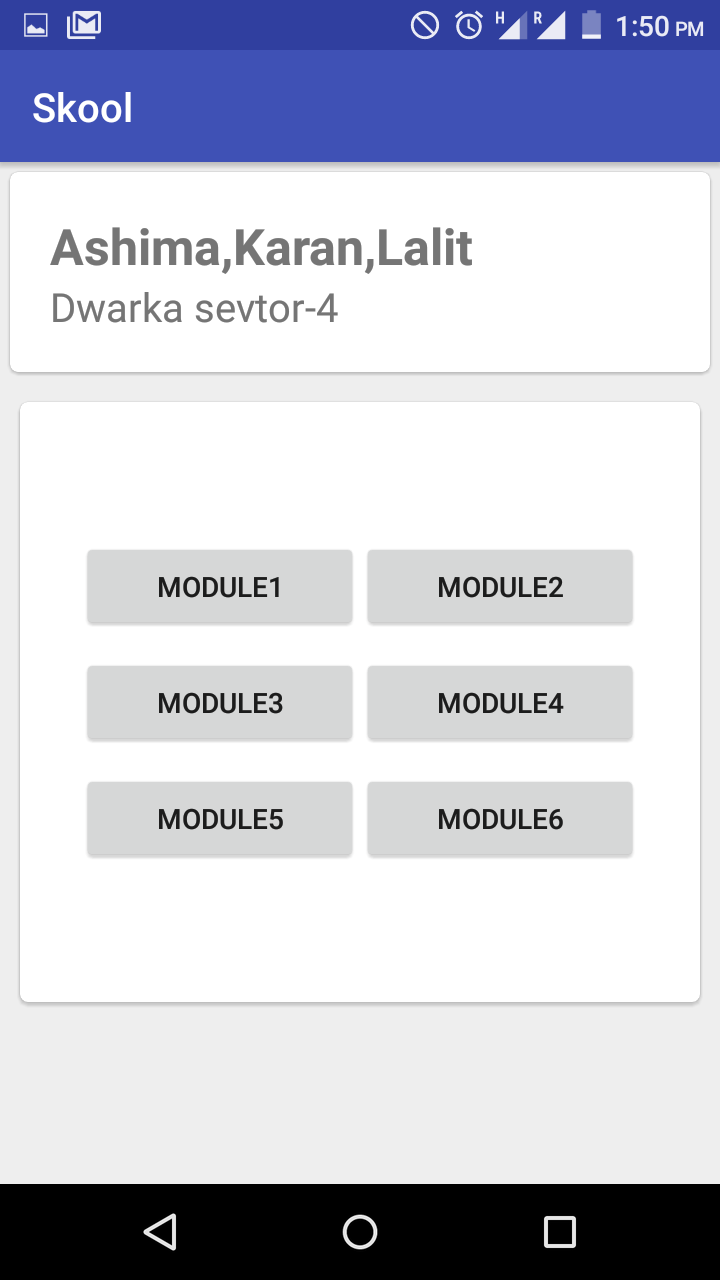 H R 1:50 PM
Skool
Ashima,Karan,Lalit
Dwarka sevtor-4
MODULE1 MODULE2
MODULE3 MODULE4
MODULE5 MODULE6